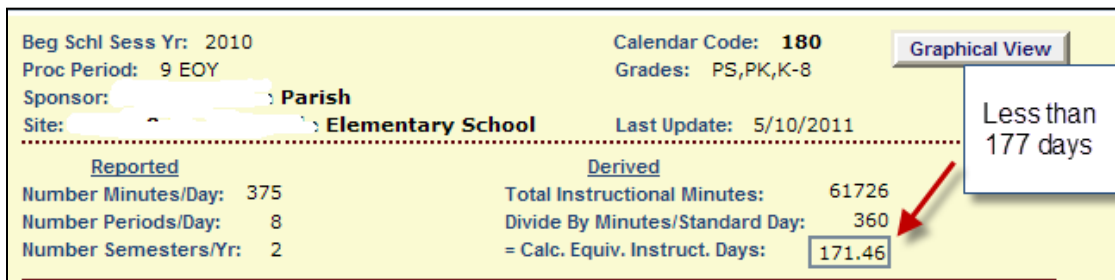 Beg Schl Sess Yr: 2010 Calendar Code: 180 Graphical View
Proc Period: 9 EOY Grades: PS,PK,K-8
Sponsor: Parish
Site: Elementary School Last Update: 5/10/2011
Less than
177 days
Reported Derived
Number Minutes/Day: 375 Total Instructional Minutes: 61726
Number Periods/Day: 8 Divide By Minutes/Standard Day: 360
Number Semesters/Yr: 2 = Calc. Equiv. Instruct. Days: 171.46